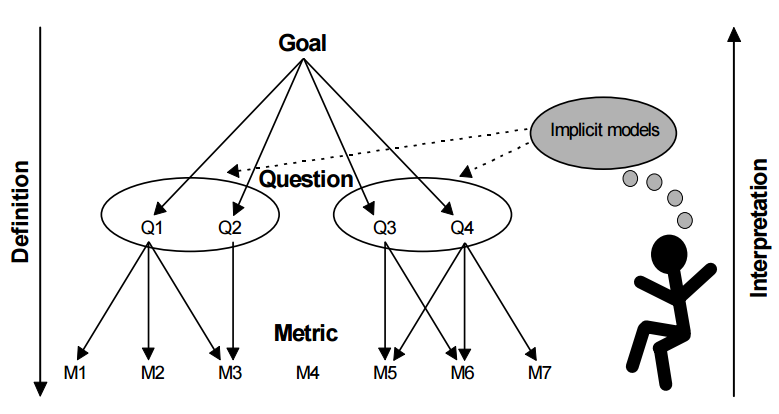 Goal
Implicit models
Question
Q1 Q2 Q3 Q4
Definition
Interpretation
Metric
M1 M2 M3 M4 M5 M6 M7